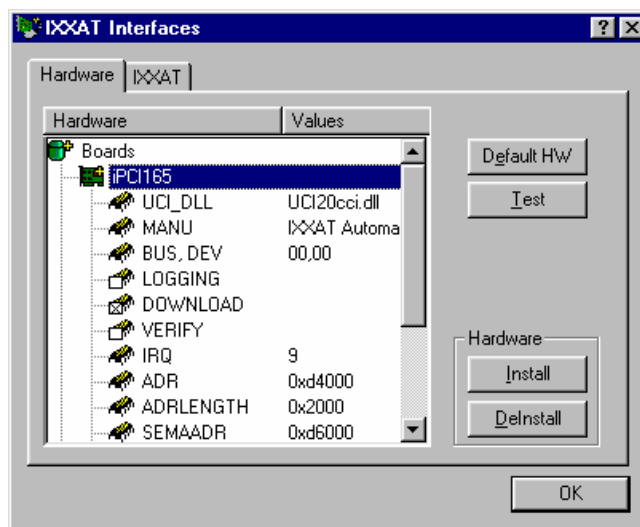 IXXAT Interfaces
Hardware IXXAT
Hardware Values
Boards
iPCI165
UCI_DLL UCI20cci.dll
MANU IXXAT Automa
BUS, DEV 00,00
LOGGING
DOWNLOAD
VERIFY
IRQ 9
ADR 0xd4000
ADRLENGTH 0x2000
SEMAADR 0xd6000
Default HW
Test
Hardware
Install
DeInstall
OK